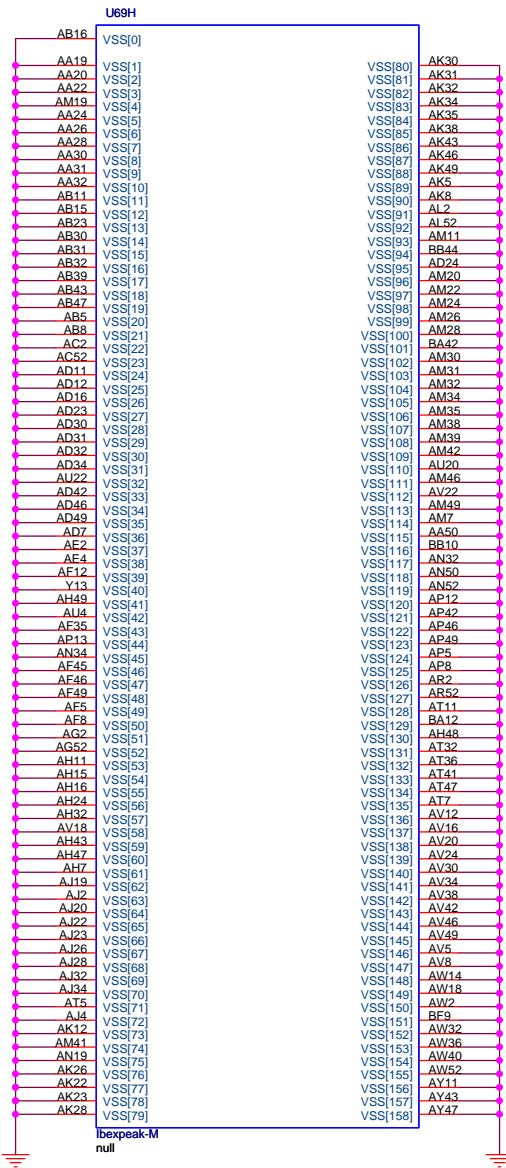 U69H
AB16 VSS[0]
AA19 VSS[1] VSS[80] AK30
AA20 VSS[2] VSS[81] AK31
AA22 VSS[3] VSS[82] AK32
AM19 VSS[4] VSS[83] AK34
AA24 VSS[5] VSS[84] AK35
AA26 VSS[6] VSS[85] AK38
AA28 VSS[7] VSS[86] AK43
AA30 VSS[8] VSS[87] AK46
AA31 VSS[9] VSS[88] AK49
AA32 VSS[10] VSS[89] AK5
AB11 VSS[11] VSS[90] AK8
AB15 VSS[12] VSS[91] AL2
AB23 VSS[13] VSS[92] AL52
AB30 VSS[14] VSS[93] AM11
AB31 VSS[15] VSS[94] BB44
AB32 VSS[16] VSS[95] AD24
AB39 VSS[17] VSS[96] AM20
AB43 VSS[18] VSS[97] AM22
AB47 VSS[19] VSS[98] AM24
AB5 VSS[20] VSS[99] AM26
AB8 VSS[21] VSS[100] AM28
AC2 VSS[22] VSS[101] BA42
AC52 VSS[23] VSS[102] AM30
AD11 VSS[24] VSS[103] AM31
AD12 VSS[25] VSS[104] AM32
AD16 VSS[26] VSS[105] AM34
AD23 VSS[27] VSS[106] AM35
AD30 VSS[28] VSS[107] AM38
AD31 VSS[29] VSS[108] AM39
AD32 VSS[30] VSS[109] AM42
AD34 VSS[31] VSS[110] AU20
AU22 VSS[32] VSS[111] AM46
AD42 VSS[33] VSS[112] AV22
AD46 VSS[34] VSS[113] AM49
AD49 VSS[35] VSS[114] AM7
AD7 VSS[36] VSS[115] AA50
AE2 VSS[37] VSS[116] BB10
AE4 VSS[38] VSS[117] AN32
AF12 VSS[39] VSS[118] AN50
Y13 VSS[40] VSS[119] AN52
AH49 VSS[41] VSS[120] AP12
AU4 VSS[42] VSS[121] AP42
AF35 VSS[43] VSS[122] AP46
AP13 VSS[44] VSS[123] AP49
AN34 VSS[45] VSS[124] AP5
AF45 VSS[46] VSS[125] AP8
AF46 VSS[47] VSS[126] AR2
AF49 VSS[48] VSS[127] AR52
AF5 VSS[49] VSS[128] AT11
AF8 VSS[50] VSS[129] BA12
AG2 VSS[51] VSS[130] AH48
AG52 VSS[52] VSS[131] AT32
AH11 VSS[53] VSS[132] AT36
AH15 VSS[54] VSS[133] AT41
AH16 VSS[55] VSS[134] AT47
AH24 VSS[56] VSS[135] AT7
AH32 VSS[57] VSS[136] AV12
AV18 VSS[58] VSS[137] AV16
AH43 VSS[59] VSS[138] AV20
AH47 VSS[60] VSS[139] AV24
AH7 VSS[61] VSS[140] AV30
AJ19 VSS[62] VSS[141] AV34
AJ2 VSS[63] VSS[142] AV38
AJ20 VSS[64] VSS[143] AV42
AJ22 VSS[65] VSS[144] AV46
AJ23 VSS[66] VSS[145] AV49
AJ26 VSS[67] VSS[146] AV5
AJ28 VSS[68] VSS[147] AV8
AJ32 VSS[69] VSS[148] AW14
AJ34 VSS[70] VSS[149] AW18
AT5 VSS[71] VSS[150] AW2
AJ4 VSS[72] VSS[151] BF9
AK12 VSS[73] VSS[152] AW32
AM41 VSS[74] VSS[153] AW36
AN19 VSS[75] VSS[154] AW40
AK26 VSS[76] VSS[155] AW52
AK22 VSS[77] VSS[156] AY11
AK23 VSS[78] VSS[157] AY43
AK28 VSS[79] VSS[158] AY47
Ibexpeak-M
null